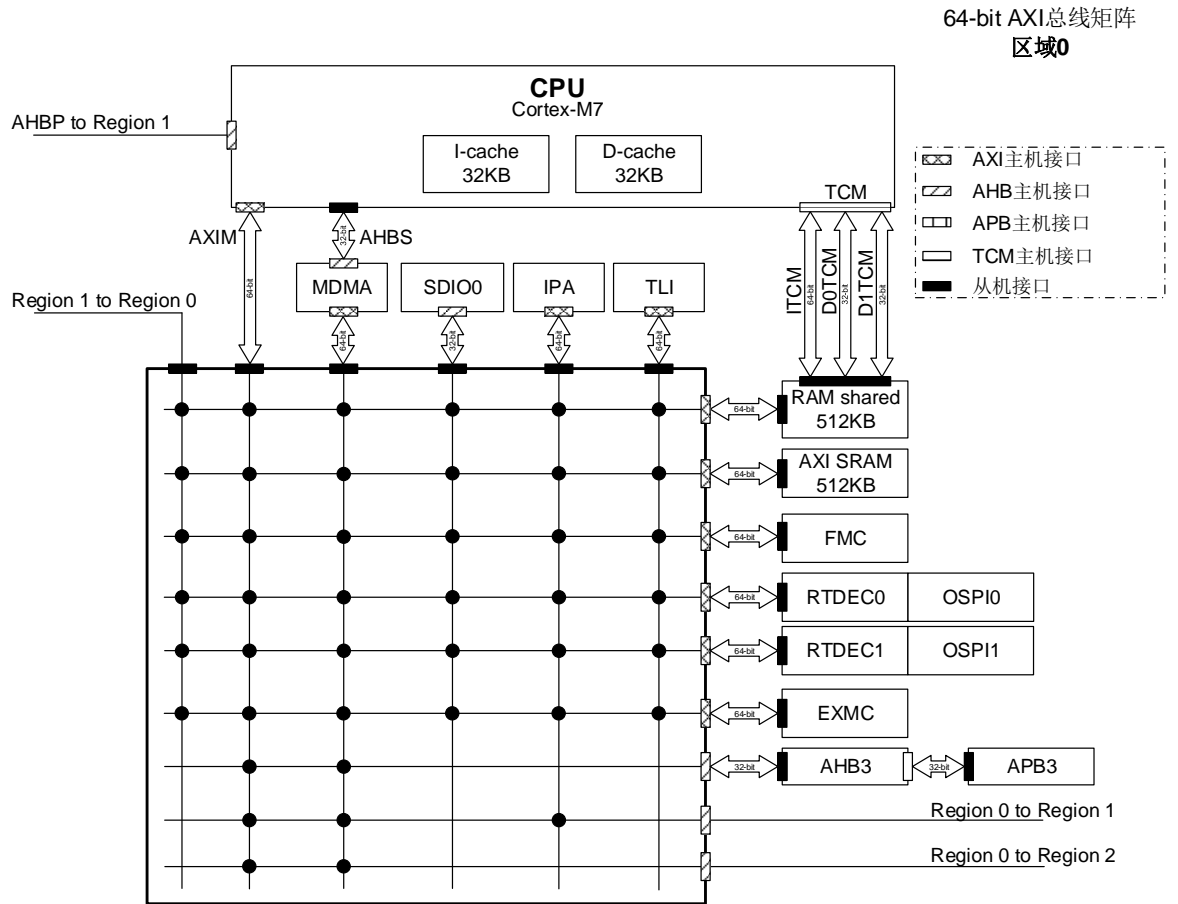 64-bit AXI总线矩阵
区域0
CPU
Cortex-M7
AHBP to Region 1
I-cache
32KB
D-cache
32KB
TCM
AXI主机接口
AHB主机接口
APB主机接口
TCM主机接口
从机接口
AXIM
64-bit
32-bit
AHBS
ITCM
64-bit
D0TCM
32-bit
D1TCM
32-bit
MDMA
SDIO0
IPA
TLI
Region 1 to Region 0
64-bit
32-bit
64-bit
64-bit
64-bit
RAM shared
512KB
64-bit
AXI SRAM
512KB
64-bit
FMC
64-bit
RTDEC0
OSPI0
64-bit
RTDEC1
OSPI1
64-bit
EXMC
32-bit
AHB3
32-bit
APB3
Region 0 to Region 1
Region 0 to Region 2